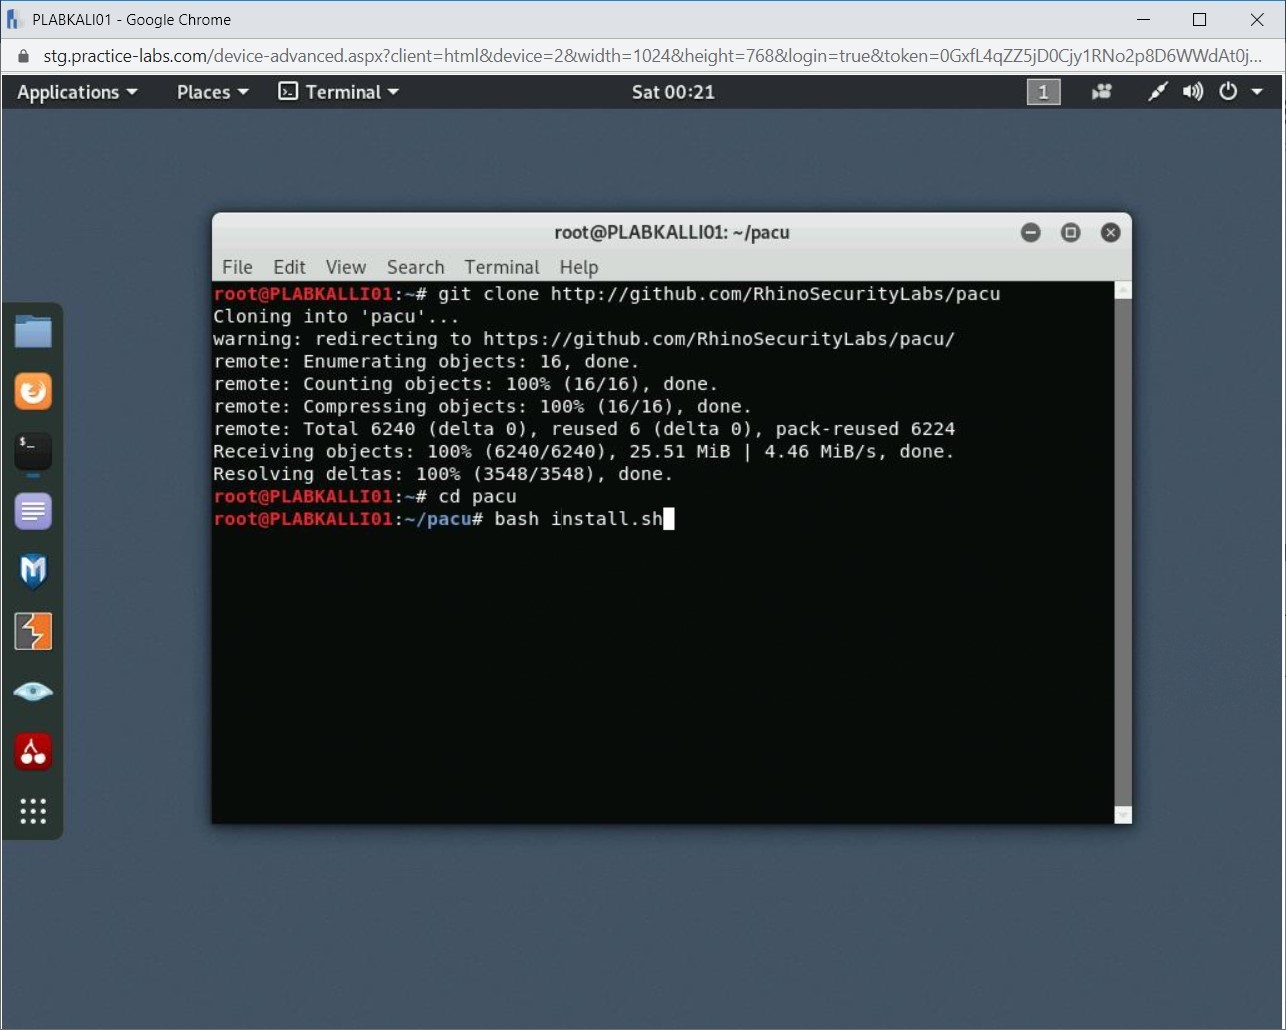 PLABKALI01 - Google Chrome
stg.practice-labs.com/device-advanced.aspx?client=html&device=2&width=1024&height=768&login=true&token=0GxfL4qZZ5jD0Cjy1RNo2p8D6WWdAt0j...
Applications Places Terminal Sat 00:21 1
root@PLABKALLI01: ~/pacu
File Edit View Search Terminal Help
root@PLABKALLI01:~# git clone http://github.com/RhinoSecurityLabs/pacu
Cloning into 'pacu'...
warning: redirecting to https://github.com/RhinoSecurityLabs/pacu/
remote: Enumerating objects: 16, done.
remote: Counting objects: 100% (16/16), done.
remote: Compressing objects: 100% (16/16), done.
remote: Total 6240 (delta 0), reused 6 (delta 0), pack-reused 6224
Receiving objects: 100% (6240/6240), 25.51 MiB | 4.46 MiB/s, done.
Resolving deltas: 100% (3548/3548), done.
root@PLABKALLI01:~# cd pacu
root@PLABKALLI01:~/pacu# bash install.sh
$_